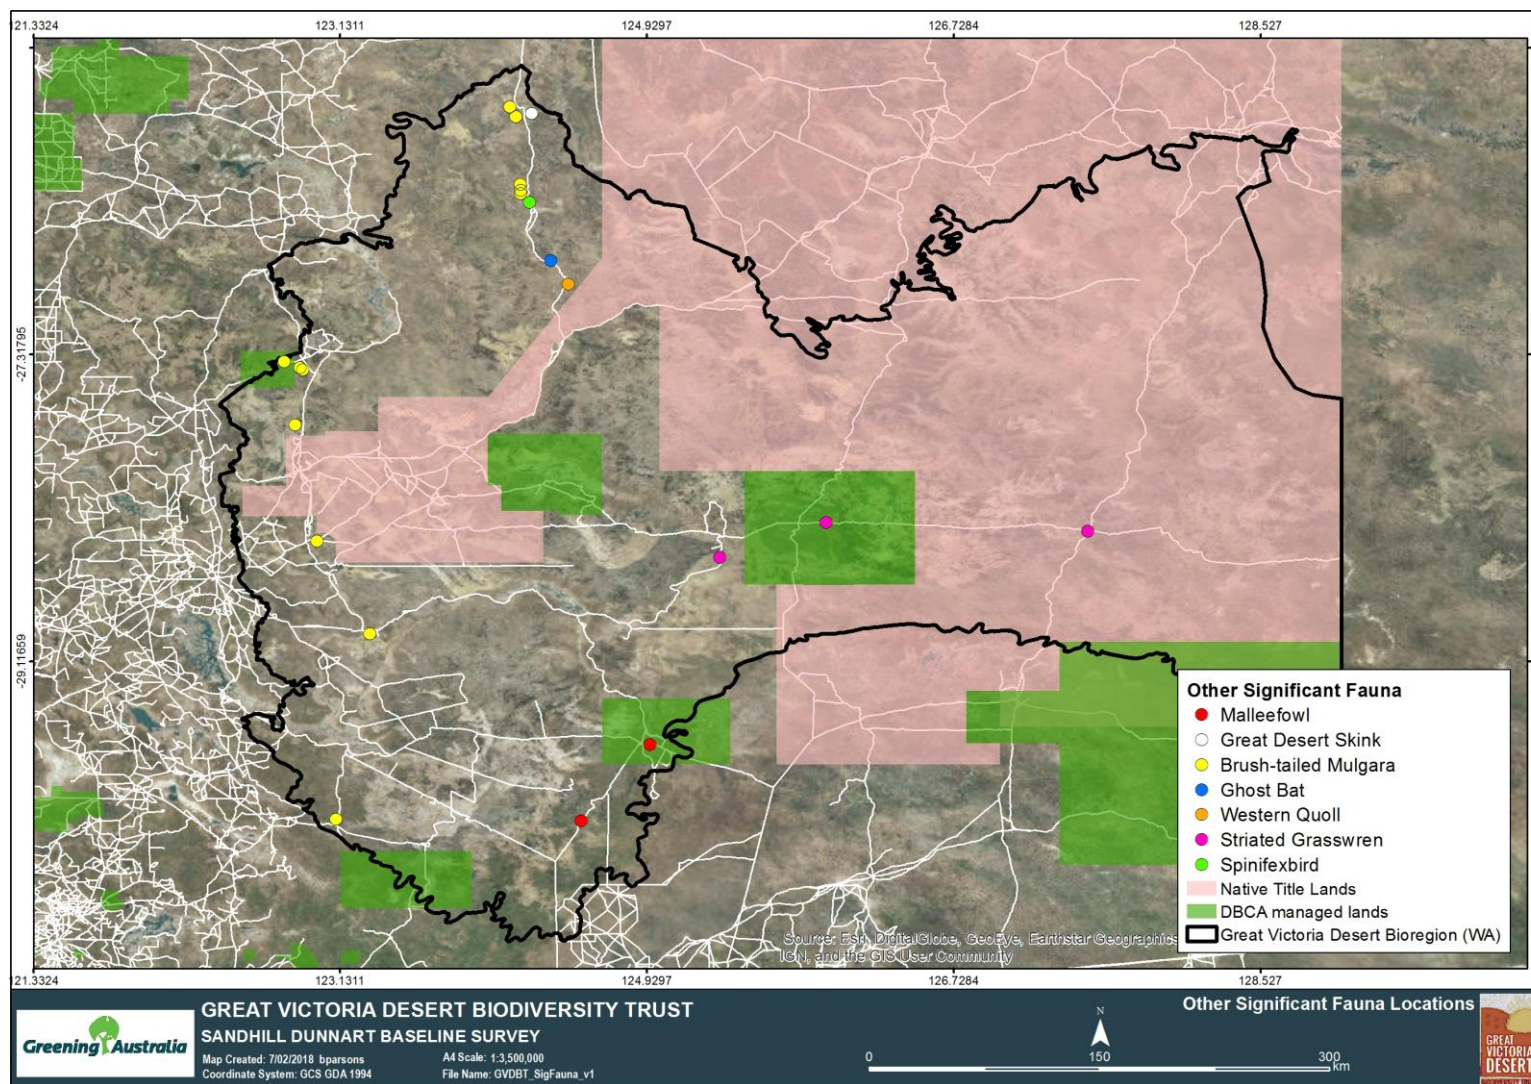 121.3324 123.1311 124.9297 126.7284 128.527
-27.31795
-29.11659
Other Significant Fauna
Malleefowl
Great Desert Skink
Brush-tailed Mulgara
Ghost Bat
Western Quoll
Striated Grasswren
Spinifexbird
Native Title Lands
DBCA managed lands
Great Victoria Desert Bioregion (WA)
Source: Esri, DigitalGlobe, GeoEye, Earthstar Geographics
IGN, and the GIS User Community
121.3324 123.1311 124.9297 126.7284 128.527
Greening Australia
GREAT VICTORIA DESERT BIODIVERSITY TRUST
SANDHILL DUNNART BASELINE SURVEY
Map Created: 7/02/2018 bparsons
Coordinate System: GCS GDA 1994
A4 Scale: 1:3,500,000
File Name: GVDBT_SigFauna_v1
N
0 150 300
km
Other Significant Fauna Locations
GREAT
VICTORIA
DESERT